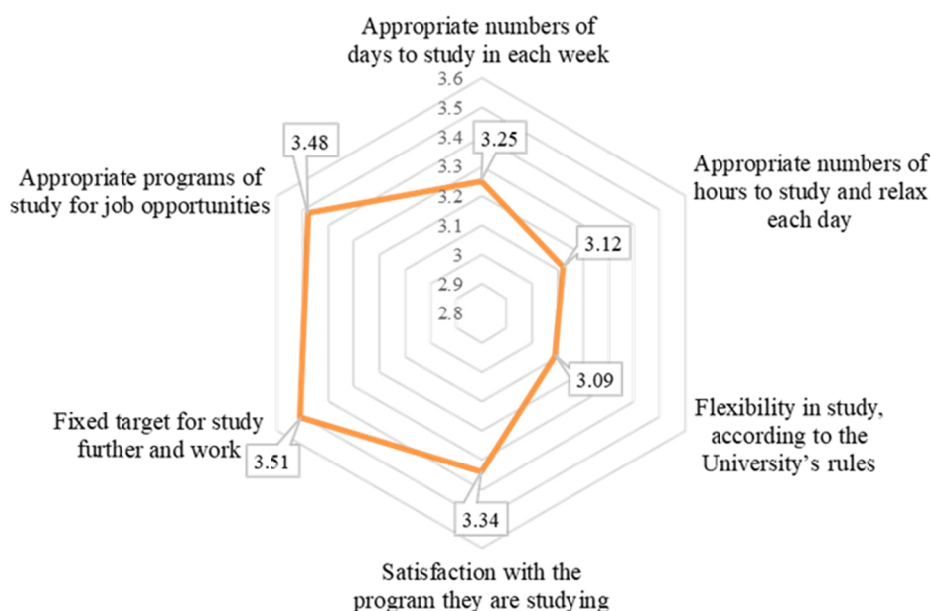 Appropriate numbers of
days to study in each week
3.6
3.5
3.4
3.3
3.2
3.1
3
2.9
2.8
3.25
Appropriate numbers of
hours to study and relax
each day
3.12
Flexibility in study,
according to the
University's rules
3.09
Satisfaction with the
program they are studying
3.34
Fixed target for study
further and work
3.51
Appropriate programs of
study for job opportunities
3.48